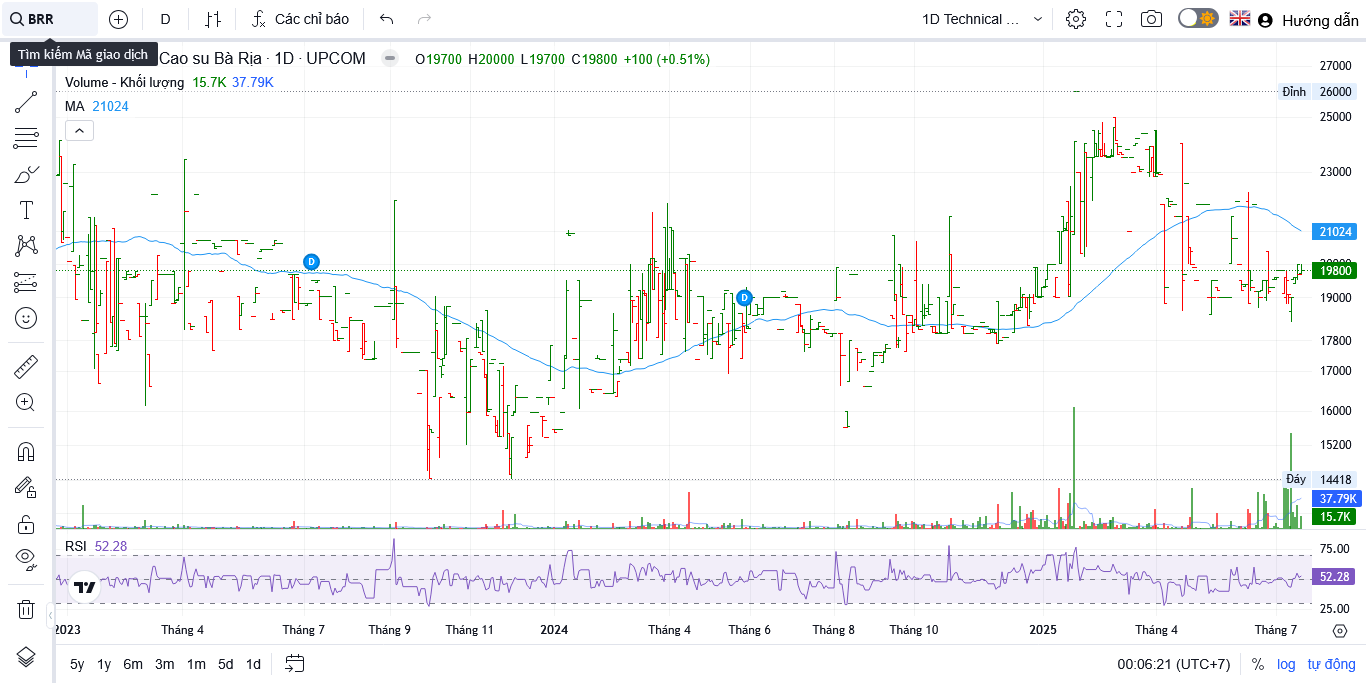 BRR D Các chỉ báo 1D Technical ... Hướng dẫn
Tìm kiếm Mã giao dịch
Cao su Bà Rịa · 1D · UPCOM O19700 H20000 L19700 C19800 +100 (+0.51%)
Volume - Khối lượng 15.7K 37.79K
MA 21024
27000
Đỉnh 26000
25000
23000
21024
D
20000
19800
D
19000
17800
17000
16000
15200
Đáy 14418
37.79K
15.7K
RSI 52.28
75.00
52.28
25.00
2023 Tháng 4 Tháng 7 Tháng 9 Tháng 11 2024 Tháng 4 Tháng 6 Tháng 8 Tháng 10 2025 Tháng 4 Tháng 7
5y 1y 6m 3m 1m 5d 1d 00:06:21 (UTC+7) % log tự động